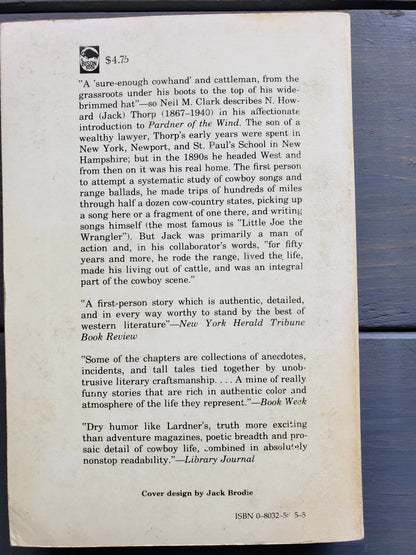 BISON
BOOK
$4.75
"A 'sure-enough cowhand' and cattleman, from the
grassroots under his boots to the top of his wide-
brimmed hat"—so Neil M. Clark describes N. How-
ard (Jack) Thorp (1867–1940) in his affectionate
introduction to Pardner of the Wind. The son of a
wealthy lawyer, Thorp's early years were spent in
New York, Newport, and St. Paul's School in New
Hampshire; but in the 1890s he headed West and
from then on it was his real home. The first person
to attempt a systematic study of cowboy songs and
range ballads, he made trips of hundreds of miles
through half a dozen cow-country states, picking up
a song here or a fragment of one there, and writing
songs himself (the most famous is "Little Joe the
Wrangler"). But Jack was primarily a man of
action and, in his collaborator's words, "for fifty
years and more, he rode the range, lived the life,
made his living out of cattle, and was an integral
part of the cowboy scene."
"A first-person story which is authentic, detailed,
and in every way worthy to stand by the best of
western literature"—New York Herald Tribune
Book Review
"Some of the chapters are collections of anecdotes,
incidents, and tall tales tied together by unob-
trusive literary craftsmanship. . . . A mine of really
funny stories that are rich in authentic color and
atmosphere of the life they represent."—Book Week
"Dry humor like Lardner's, truth more exciting
than adventure magazines, poetic breadth and pro-
saic detail of cowboy life, combined in absolutely
nonstop readability."—Library Journal
Cover design by Jack Brodie
ISBN 0-8032-5 5-5